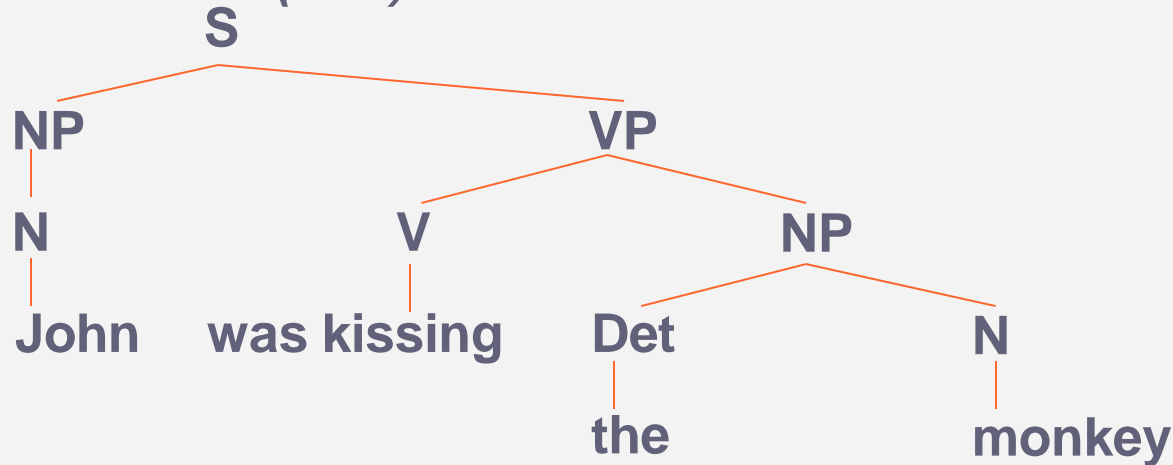 S
NP VP
N V NP
John was kissing Det N
the monkey